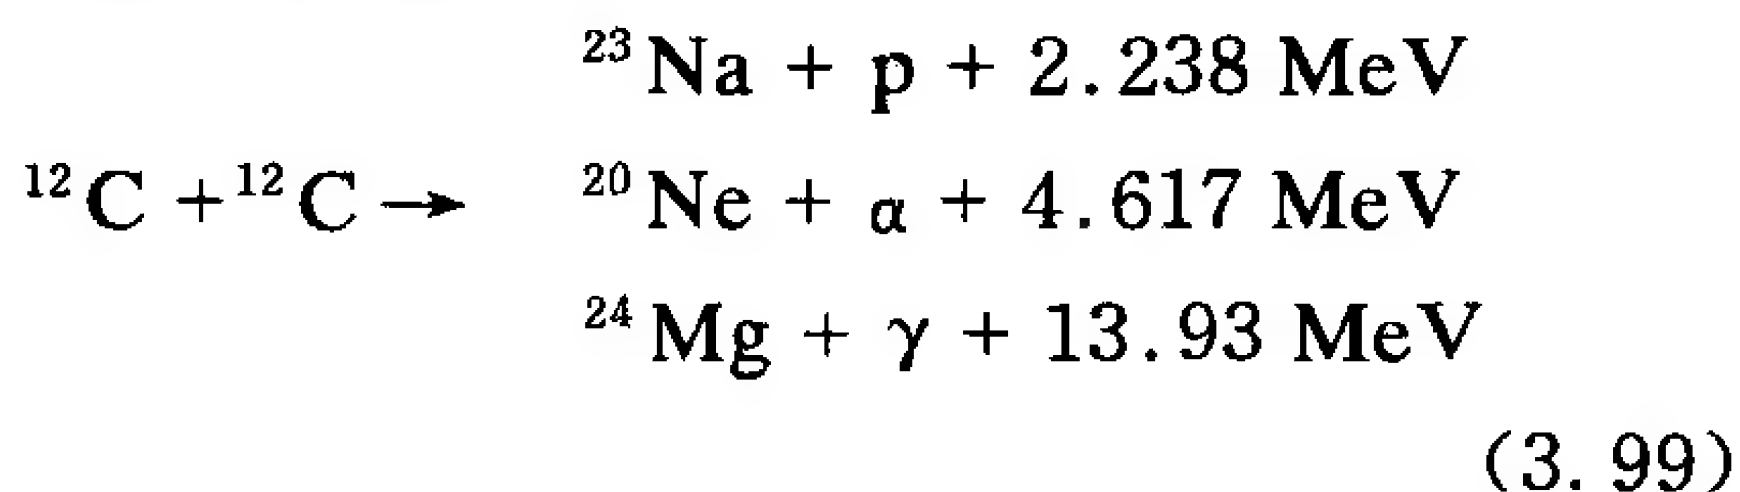 ²³Na + p + 2.238 MeV
¹²C + ¹²C → ²⁰Ne + α + 4.617 MeV
²⁴Mg + γ + 13.93 MeV
(3.99)